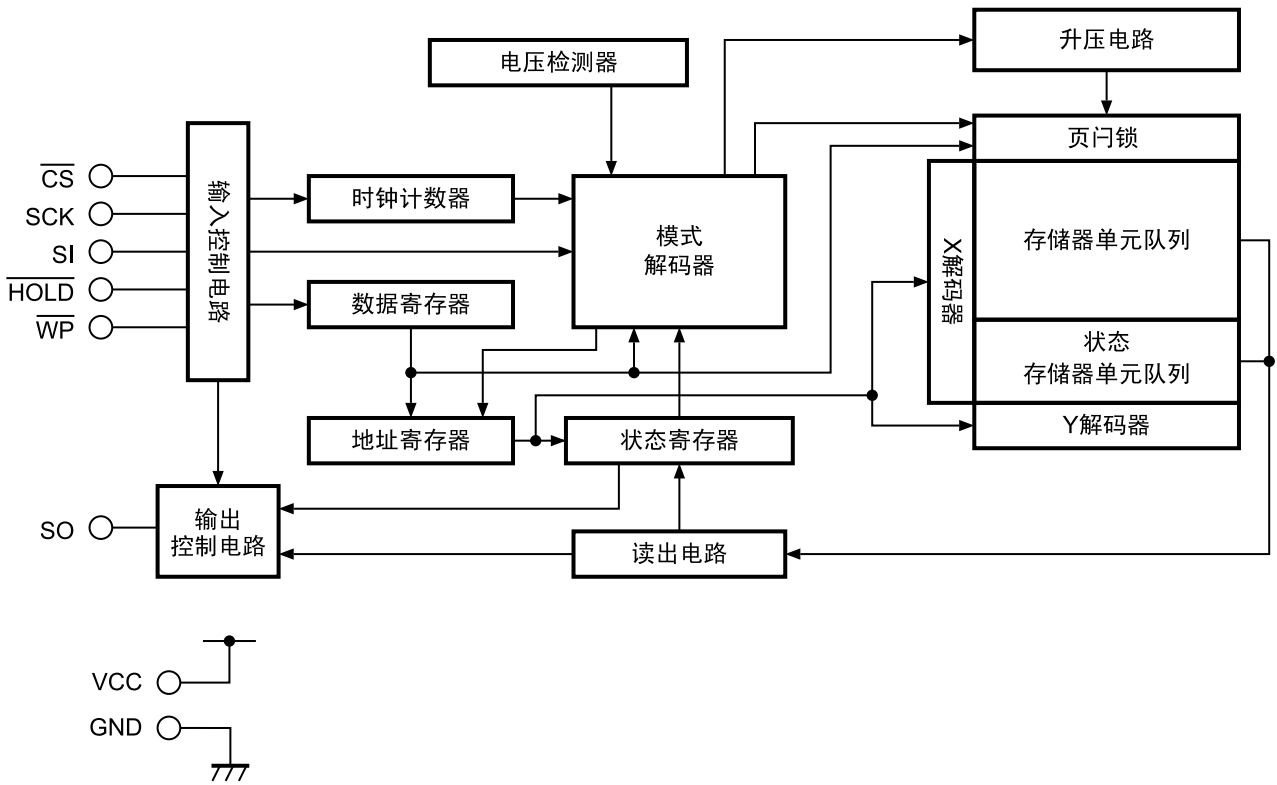 升压电路
电压检测器
页闩锁
CS
SCK
SI
HOLD
WP
输入控制电路
时钟计数器
模式
解码器
数据寄存器
X解码器
存储器单元队列
状态
存储器单元队列
地址寄存器
状态寄存器
Y解码器
SO
输出
控制电路
读出电路
VCC
GND